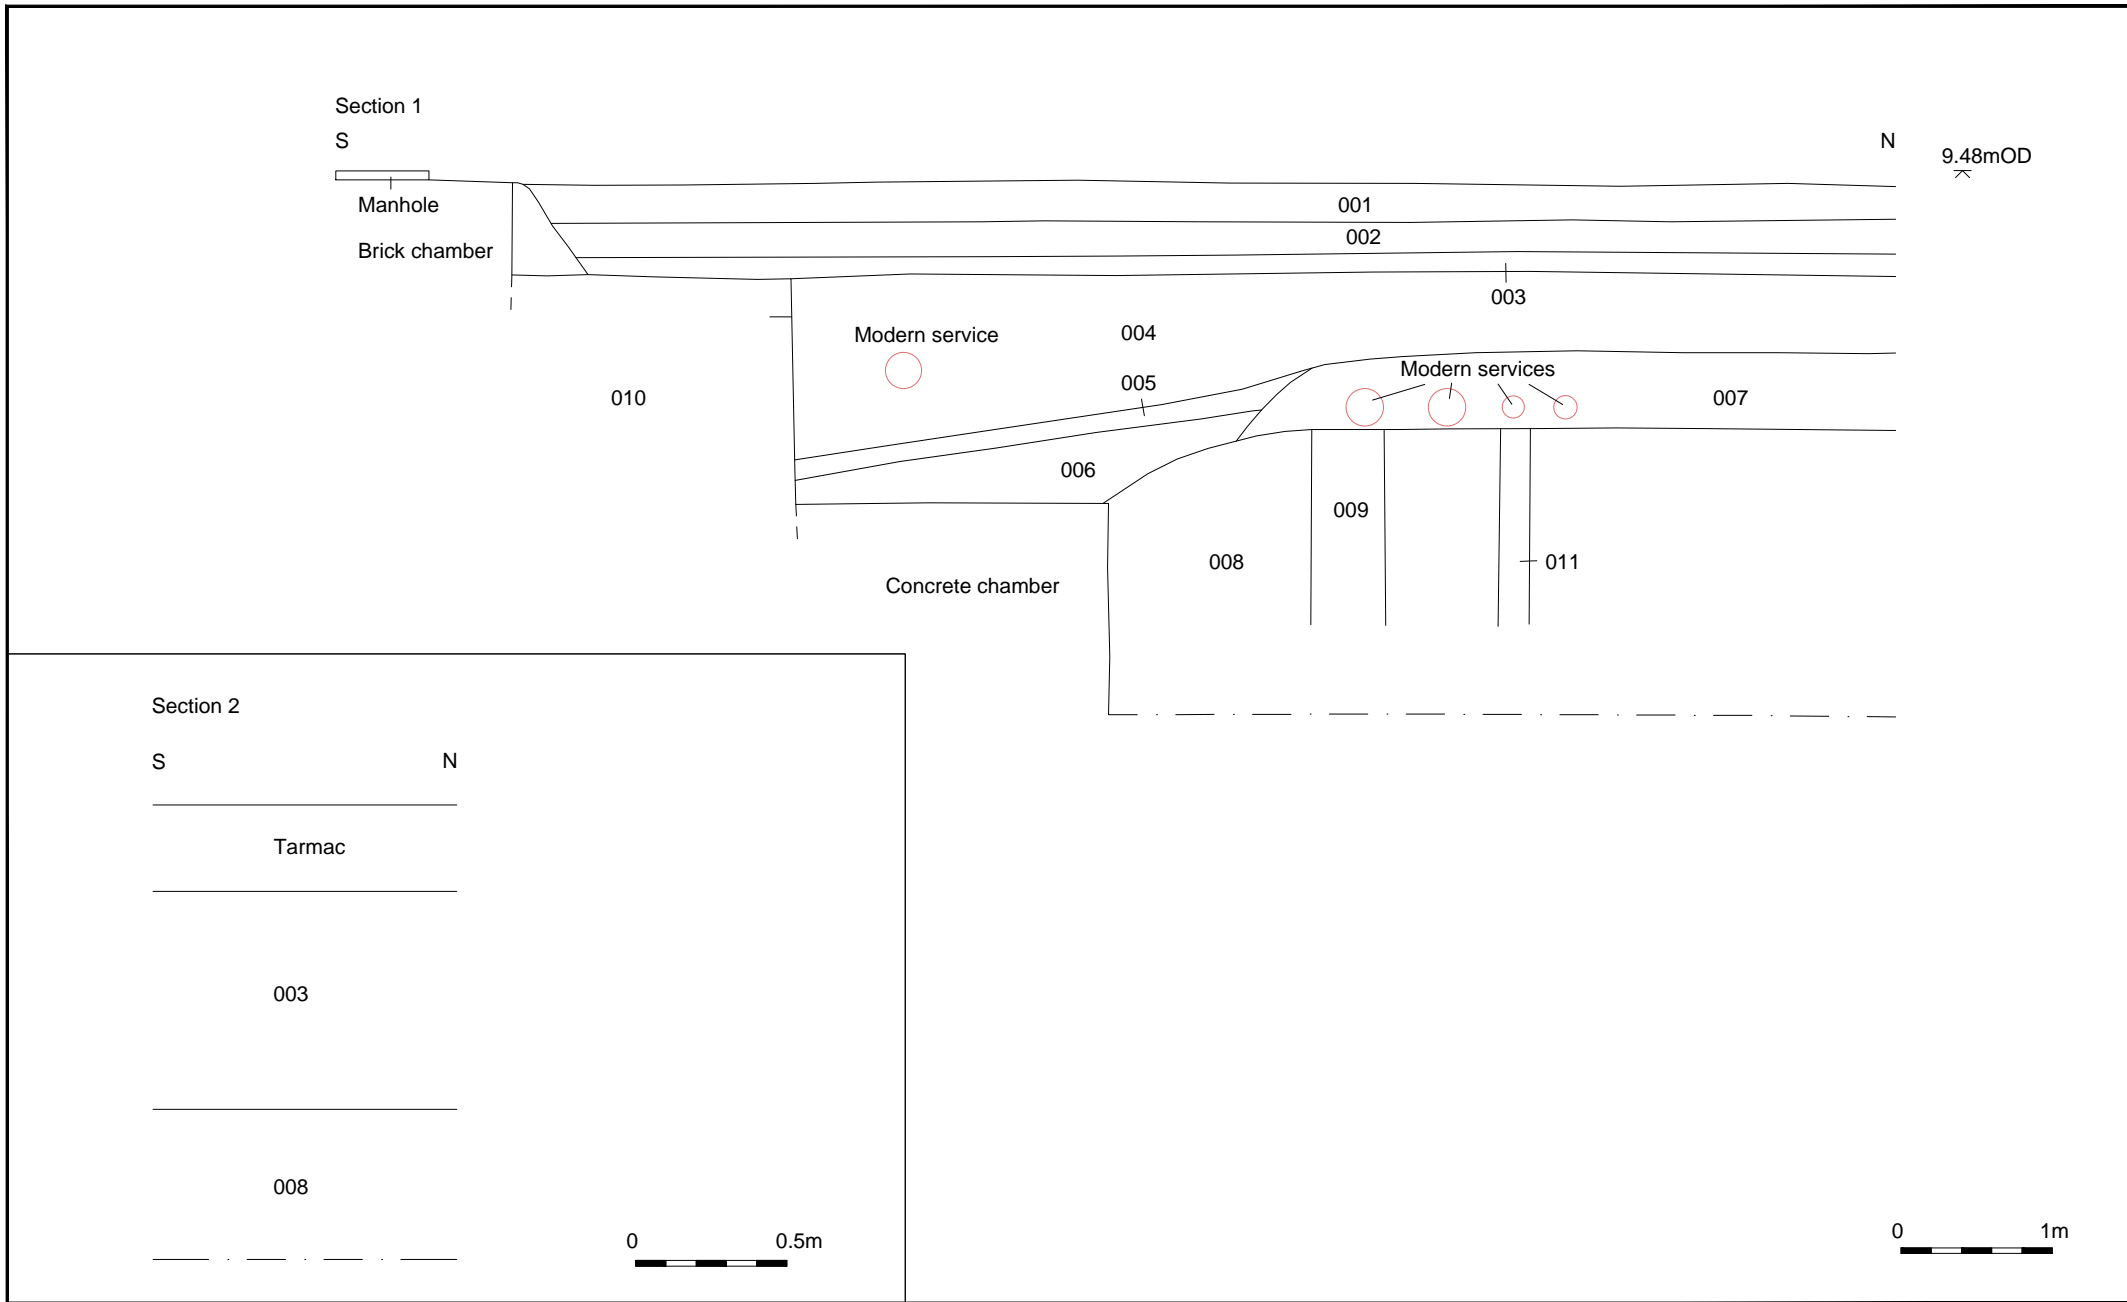 Section 1
S
N
9.48mOD
Manhole
001
Brick chamber
002
003
Modern service
004
Modern services
005
010
007
006
009
008
011
Concrete chamber
Section 2
S
N
Tarmac
003
008
0
0.5m
0
1m